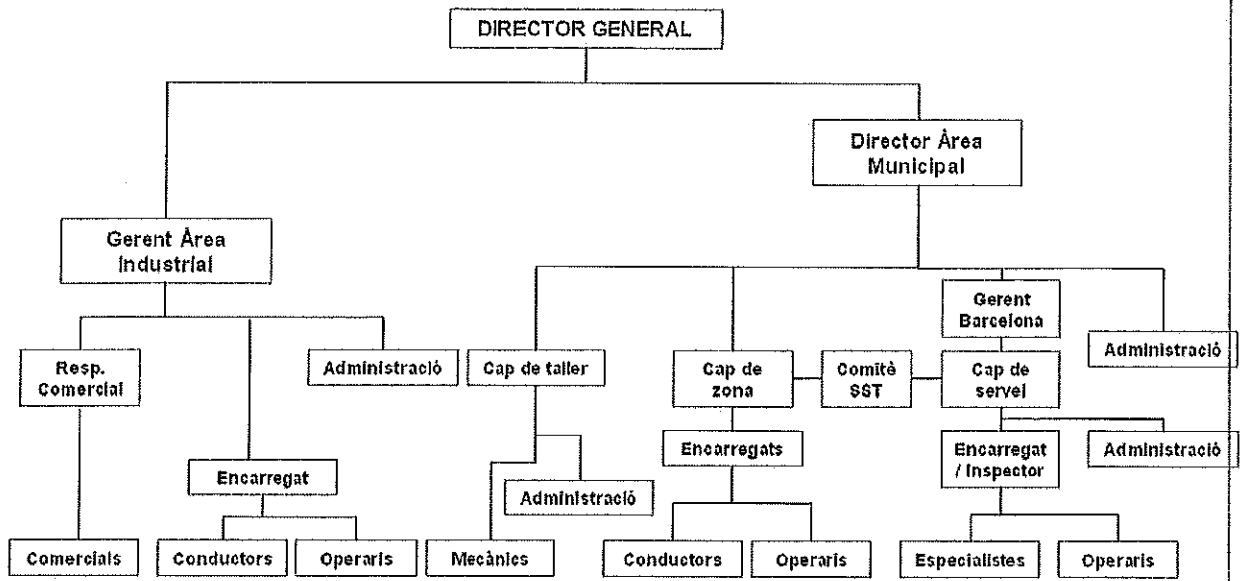 DIRECTOR GENERAL
Director Àrea
Municipal
Gerent Àrea
Industrial
Gerent
Barcelona
Administració
Resp.
Comercial
Administració
Cap de taller
Cap de
zona
Comitè
SST
Cap de
servei
Encarregat
Administració
Encarregats
Encarregat
/ Inspector
Administració
Comercials
Conductors
Operaris
Mecànics
Conductors
Operaris
Especialistes
Operaris